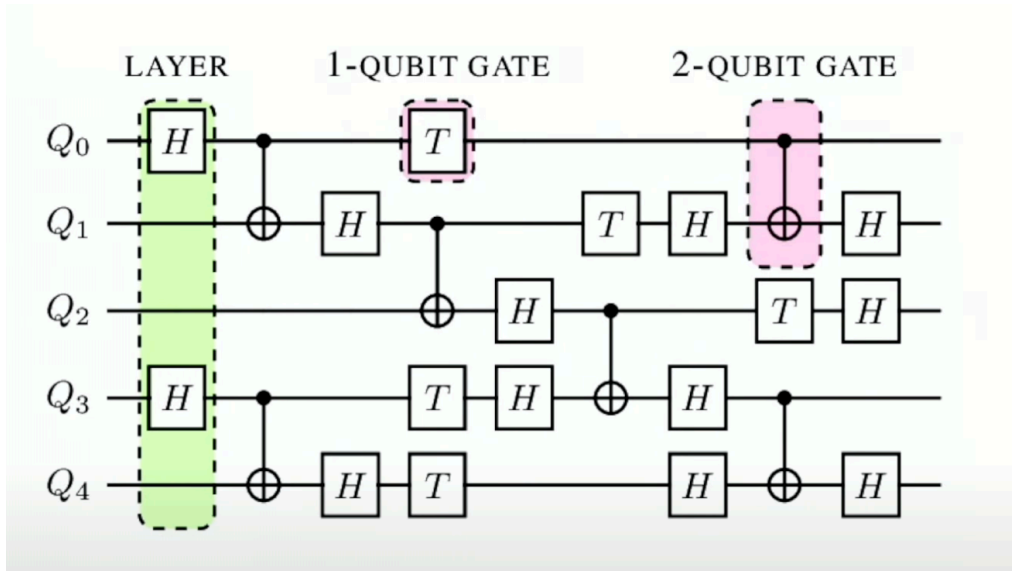 LAYER 1-QUBIT GATE 2-QUBIT GATE
Q₀ H T
Q₁ H T H H
Q₂ H T H
Q₃ H T H H
Q₄ H T H H